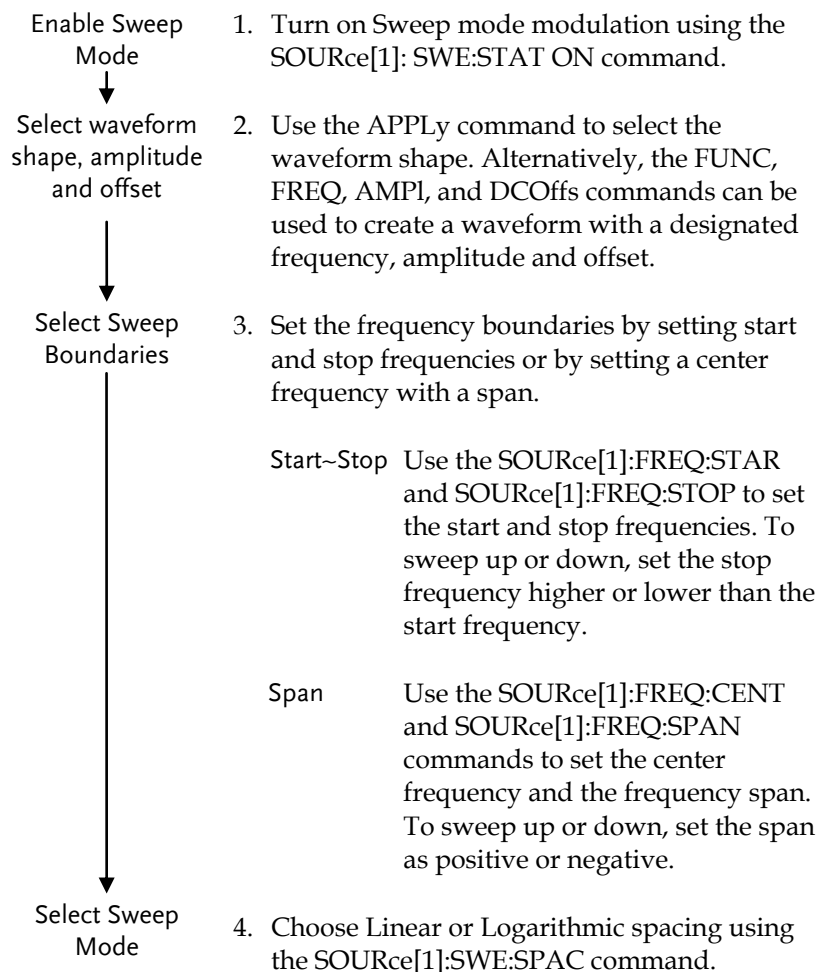 Enable Sweep
Mode
1. Turn on Sweep mode modulation using the
SOURce[1]: SWE:STAT ON command.
Select waveform
shape, amplitude
and offset
2. Use the APPLy command to select the
waveform shape. Alternatively, the FUNC,
FREQ, AMPl, and DCOffs commands can be
used to create a waveform with a designated
frequency, amplitude and offset.
Select Sweep
Boundaries
3. Set the frequency boundaries by setting start
and stop frequencies or by setting a center
frequency with a span.
Start~Stop Use the SOURce[1]:FREQ:STAR
and SOURce[1]:FREQ:STOP to set
the start and stop frequencies. To
sweep up or down, set the stop
frequency higher or lower than the
start frequency.
Span Use the SOURce[1]:FREQ:CENT
and SOURce[1]:FREQ:SPAN
commands to set the center
frequency and the frequency span.
To sweep up or down, set the span
as positive or negative.
Select Sweep
Mode
4. Choose Linear or Logarithmic spacing using
the SOURce[1]:SWE:SPAC command.